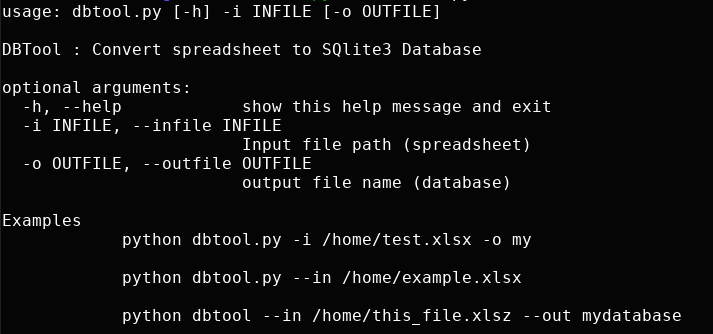 usage: dbtool.py [-h] -i INFILE [-o OUTFILE]
DBTool : Convert spreadsheet to SQlite3 Database
optional arguments:
-h, --help show this help message and exit
-i INFILE, --infile INFILE
Input file path (spreadsheet)
-o OUTFILE, --outfile OUTFILE
output file name (database)
Examples
python dbtool.py -i /home/test.xlsx -o my
python dbtool.py --in /home/example.xlsx
python dbtool --in /home/this_file.xlsz --out mydatabase